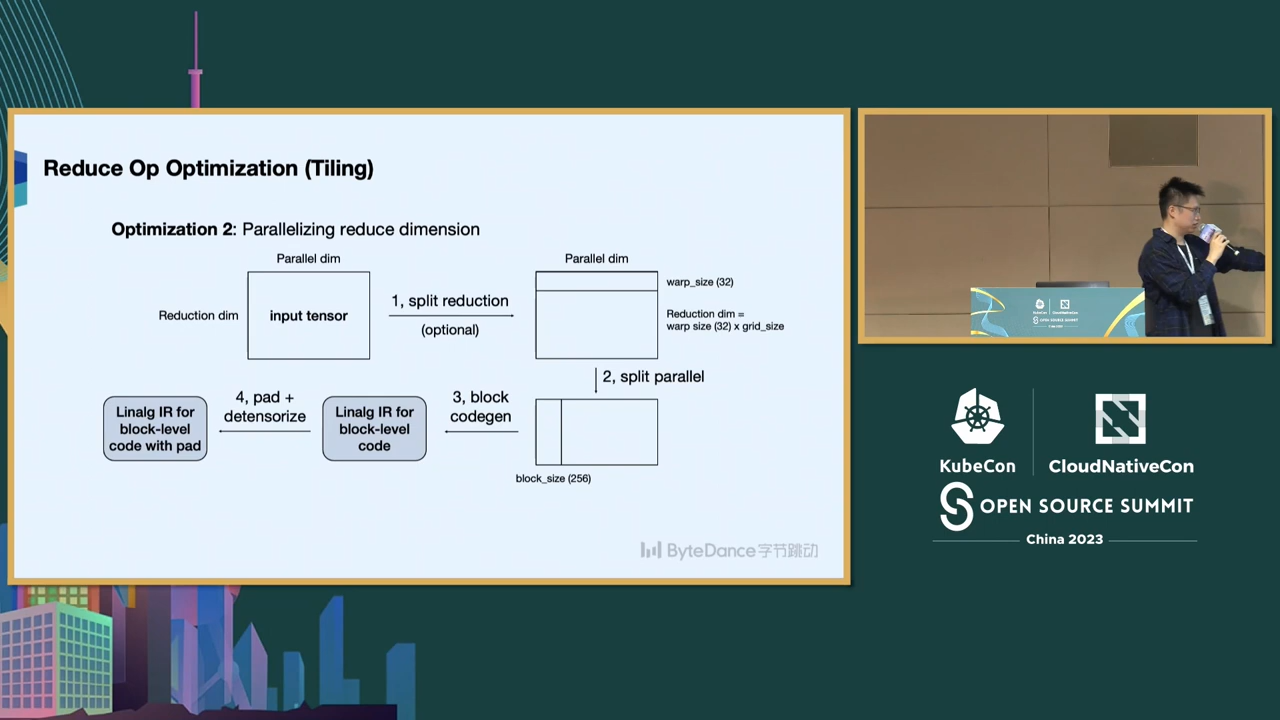 Reduce Op Optimization (Tiling)
Optimization 2: Parallelizing reduce dimension
Parallel dim
Reduction dim
input tensor
1, split reduction
(optional)
Parallel dim
warp_size (32)
Reduction dim =
warp size (32) x grid_size
2, split parallel
block_size (256)
3, block
codegen
Linalg IR for
block-level
code
4, pad +
detensorize
Linalg IR for
block-level
code with pad
ByteDance字节跳动
KubeCon
CloudNativeCon
OPEN SOURCE SUMMIT
China 2023